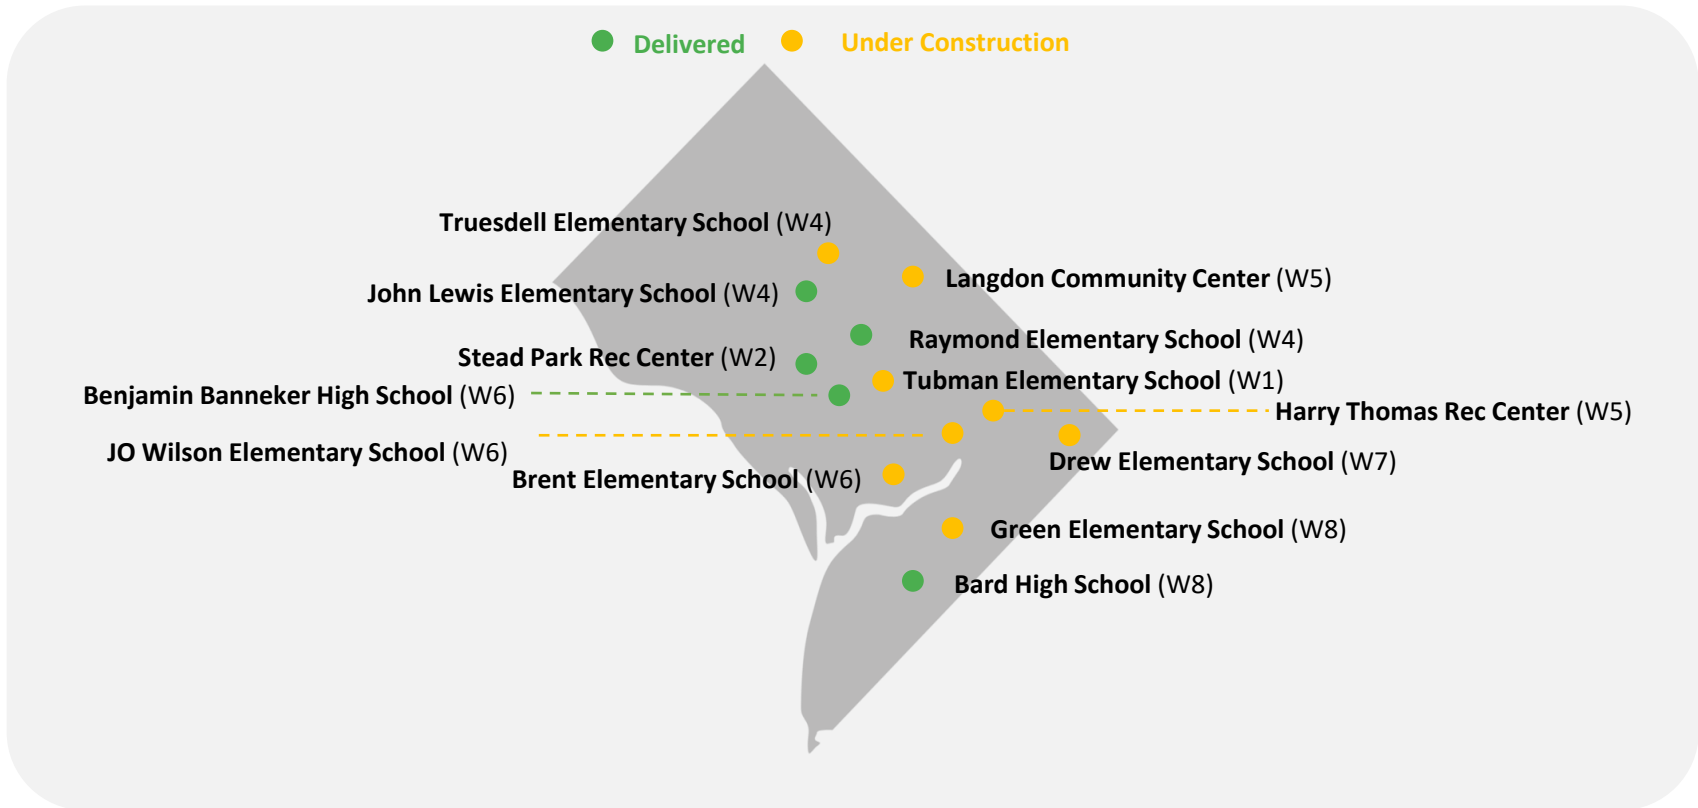 Delivered
Under Construction
Truesdell Elementary School (W4)
Langdon Community Center (W5)
John Lewis Elementary School (W4)
Raymond Elementary School (W4)
Stead Park Rec Center (W2)
Tubman Elementary School (W1)
Benjamin Banneker High School (W6)
Harry Thomas Rec Center (W5)
JO Wilson Elementary School (W6)
Drew Elementary School (W7)
Brent Elementary School (W6)
Green Elementary School (W8)
Bard High School (W8)